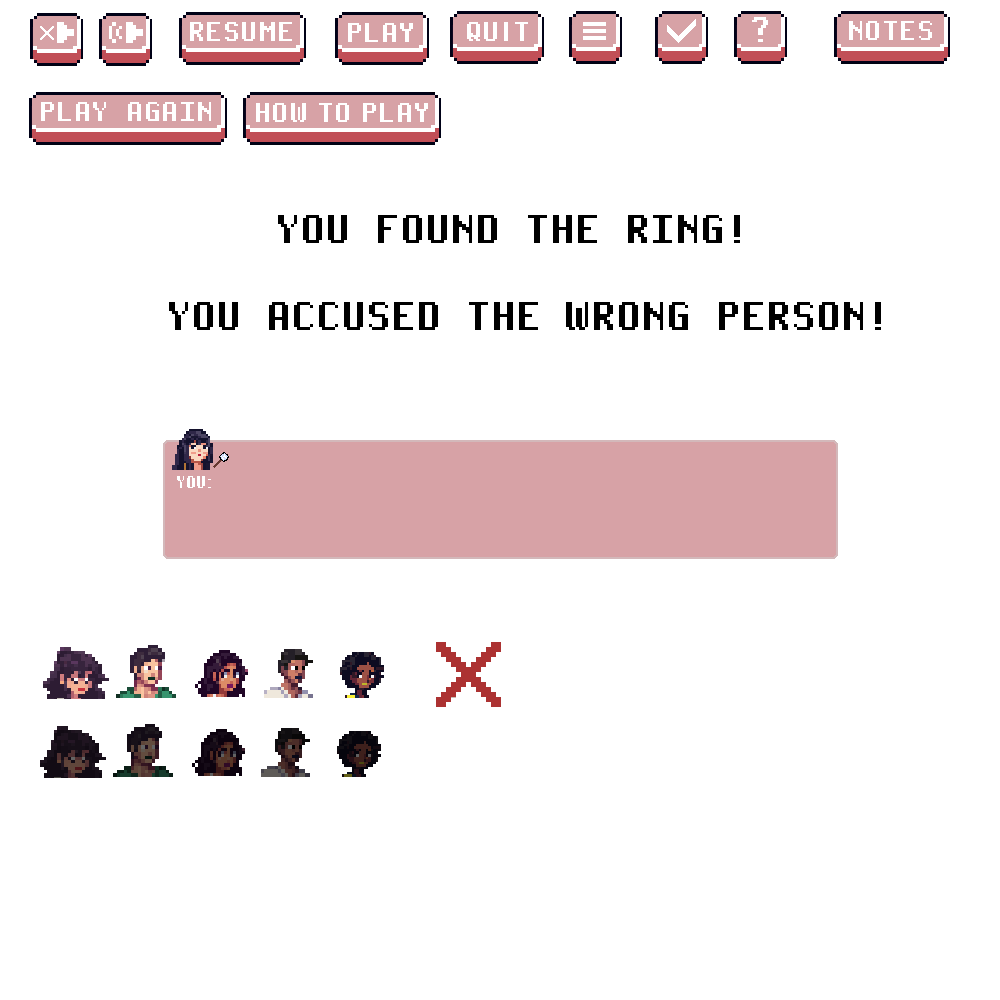 RESUME PLAY QUIT ? NOTES
PLAY AGAIN HOW TO PLAY
YOU FOUND THE RING!
YOU ACCUSED THE WRONG PERSON!
YOU: